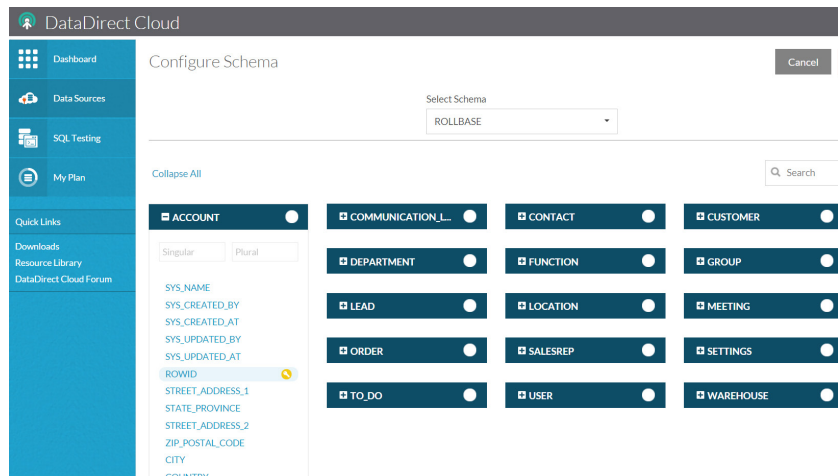 DataDirect Cloud
Dashboard
Data Sources
SQL Testing
My Plan
Quick Links
Downloads
Resource Library
DataDirect Cloud Forum
Configure Schema
Cancel
Select Schema
ROLLBASE
Collapse All
Search
ACCOUNT
Singular Plural
SYS_NAME
SYS_CREATED_BY
SYS_CREATED_AT
SYS_UPDATED_BY
SYS_UPDATED_AT
ROWID
STREET_ADDRESS_1
STATE_PROVINCE
STREET_ADDRESS_2
ZIP_POSTAL_CODE
CITY
COUNTRY
COMMUNICATION_L... CONTACT CUSTOMER
DEPARTMENT FUNCTION GROUP
LEAD LOCATION MEETING
ORDER SALESREP SETTINGS
TO_DO USER WAREHOUSE